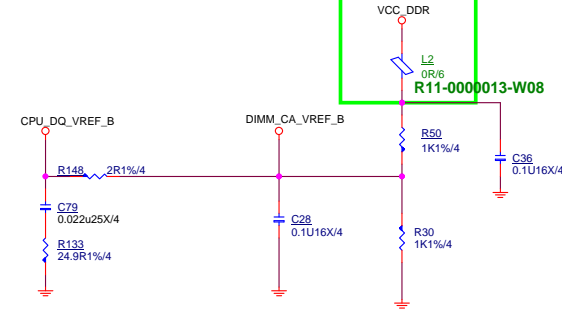 VCC_DDR
L2
0R/6
R11-0000013-W08
CPU_DQ_VREF_B
DIMM_CA_VREF_B
R50
1K1%/4
C36
0.1U16X/4
R148
2R1%/4
C79
0.022u25X/4
C28
0.1U16X/4
R30
1K1%/4
R133
24.9R1%/4